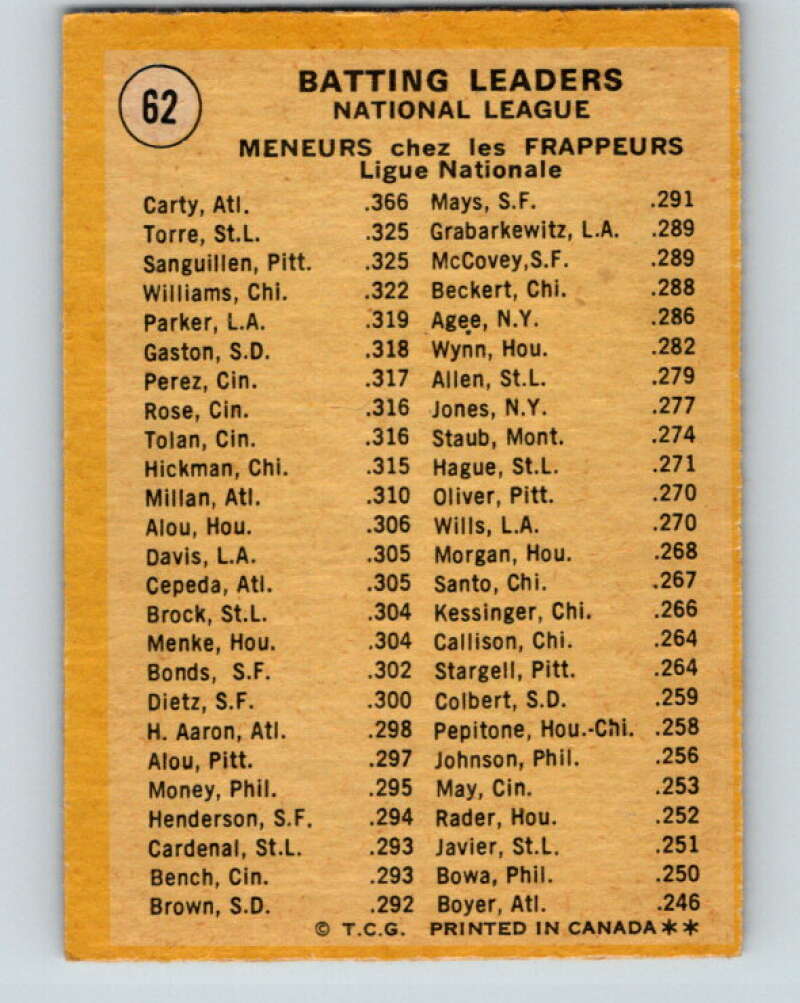 62
BATTING LEADERS
NATIONAL LEAGUE
MENEURS chez les FRAPPEURS
Ligue Nationale
Carty, Atl. .366
Torre, St.L. .325
Sanguillen, Pitt. .325
Williams, Chi. .322
Parker, L.A. .319
Gaston, S.D. .318
Perez, Cin. .317
Rose, Cin. .316
Tolan, Cin. .316
Hickman, Chi. .315
Millan, Atl. .310
Alou, Hou. .306
Davis, L.A. .305
Cepeda, Atl. .305
Brock, St.L. .304
Menke, Hou. .304
Bonds, S.F. .302
Dietz, S.F. .300
H. Aaron, Atl. .298
Alou, Pitt. .297
Money, Phil. .295
Henderson, S.F. .294
Cardenal, St.L. .293
Bench, Cin. .293
Brown, S.D. .292
Mays, S.F. .291
Grabarkewitz, L.A. .289
McCovey,S.F. .289
Beckert, Chi. .288
Agee, N.Y. .286
Wynn, Hou. .282
Allen, St.L. .279
Jones, N.Y. .277
Staub, Mont. .274
Hague, St.L. .271
Oliver, Pitt. .270
Wills, L.A. .270
Morgan, Hou. .268
Santo, Chi. .267
Kessinger, Chi. .266
Callison, Chi. .264
Stargell, Pitt. .264
Colbert, S.D. .259
Pepitone, Hou.-Chi. .258
Johnson, Phil. .256
May, Cin. .253
Rader, Hou. .252
Javier, St.L. .251
Bowa, Phil. .250
Boyer, Atl. .246
© T.C.G. PRINTED IN CANADA**